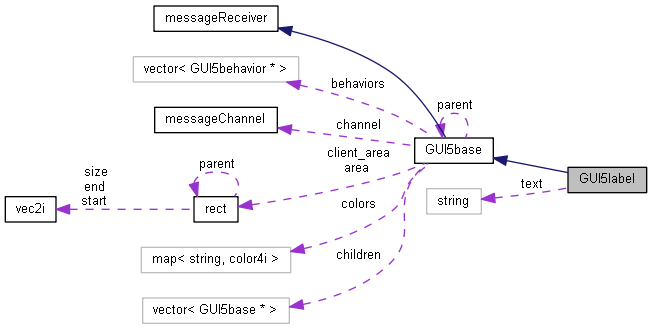 messageReceiver
vector< GUI5behavior * >
behaviors
parent
messageChannel
channel
GUI5base
client_area
area
parent
size
end
start
GUI5label
text
vec2i
rect
string
colors
map< string, color4i >
children
vector< GUI5base * >